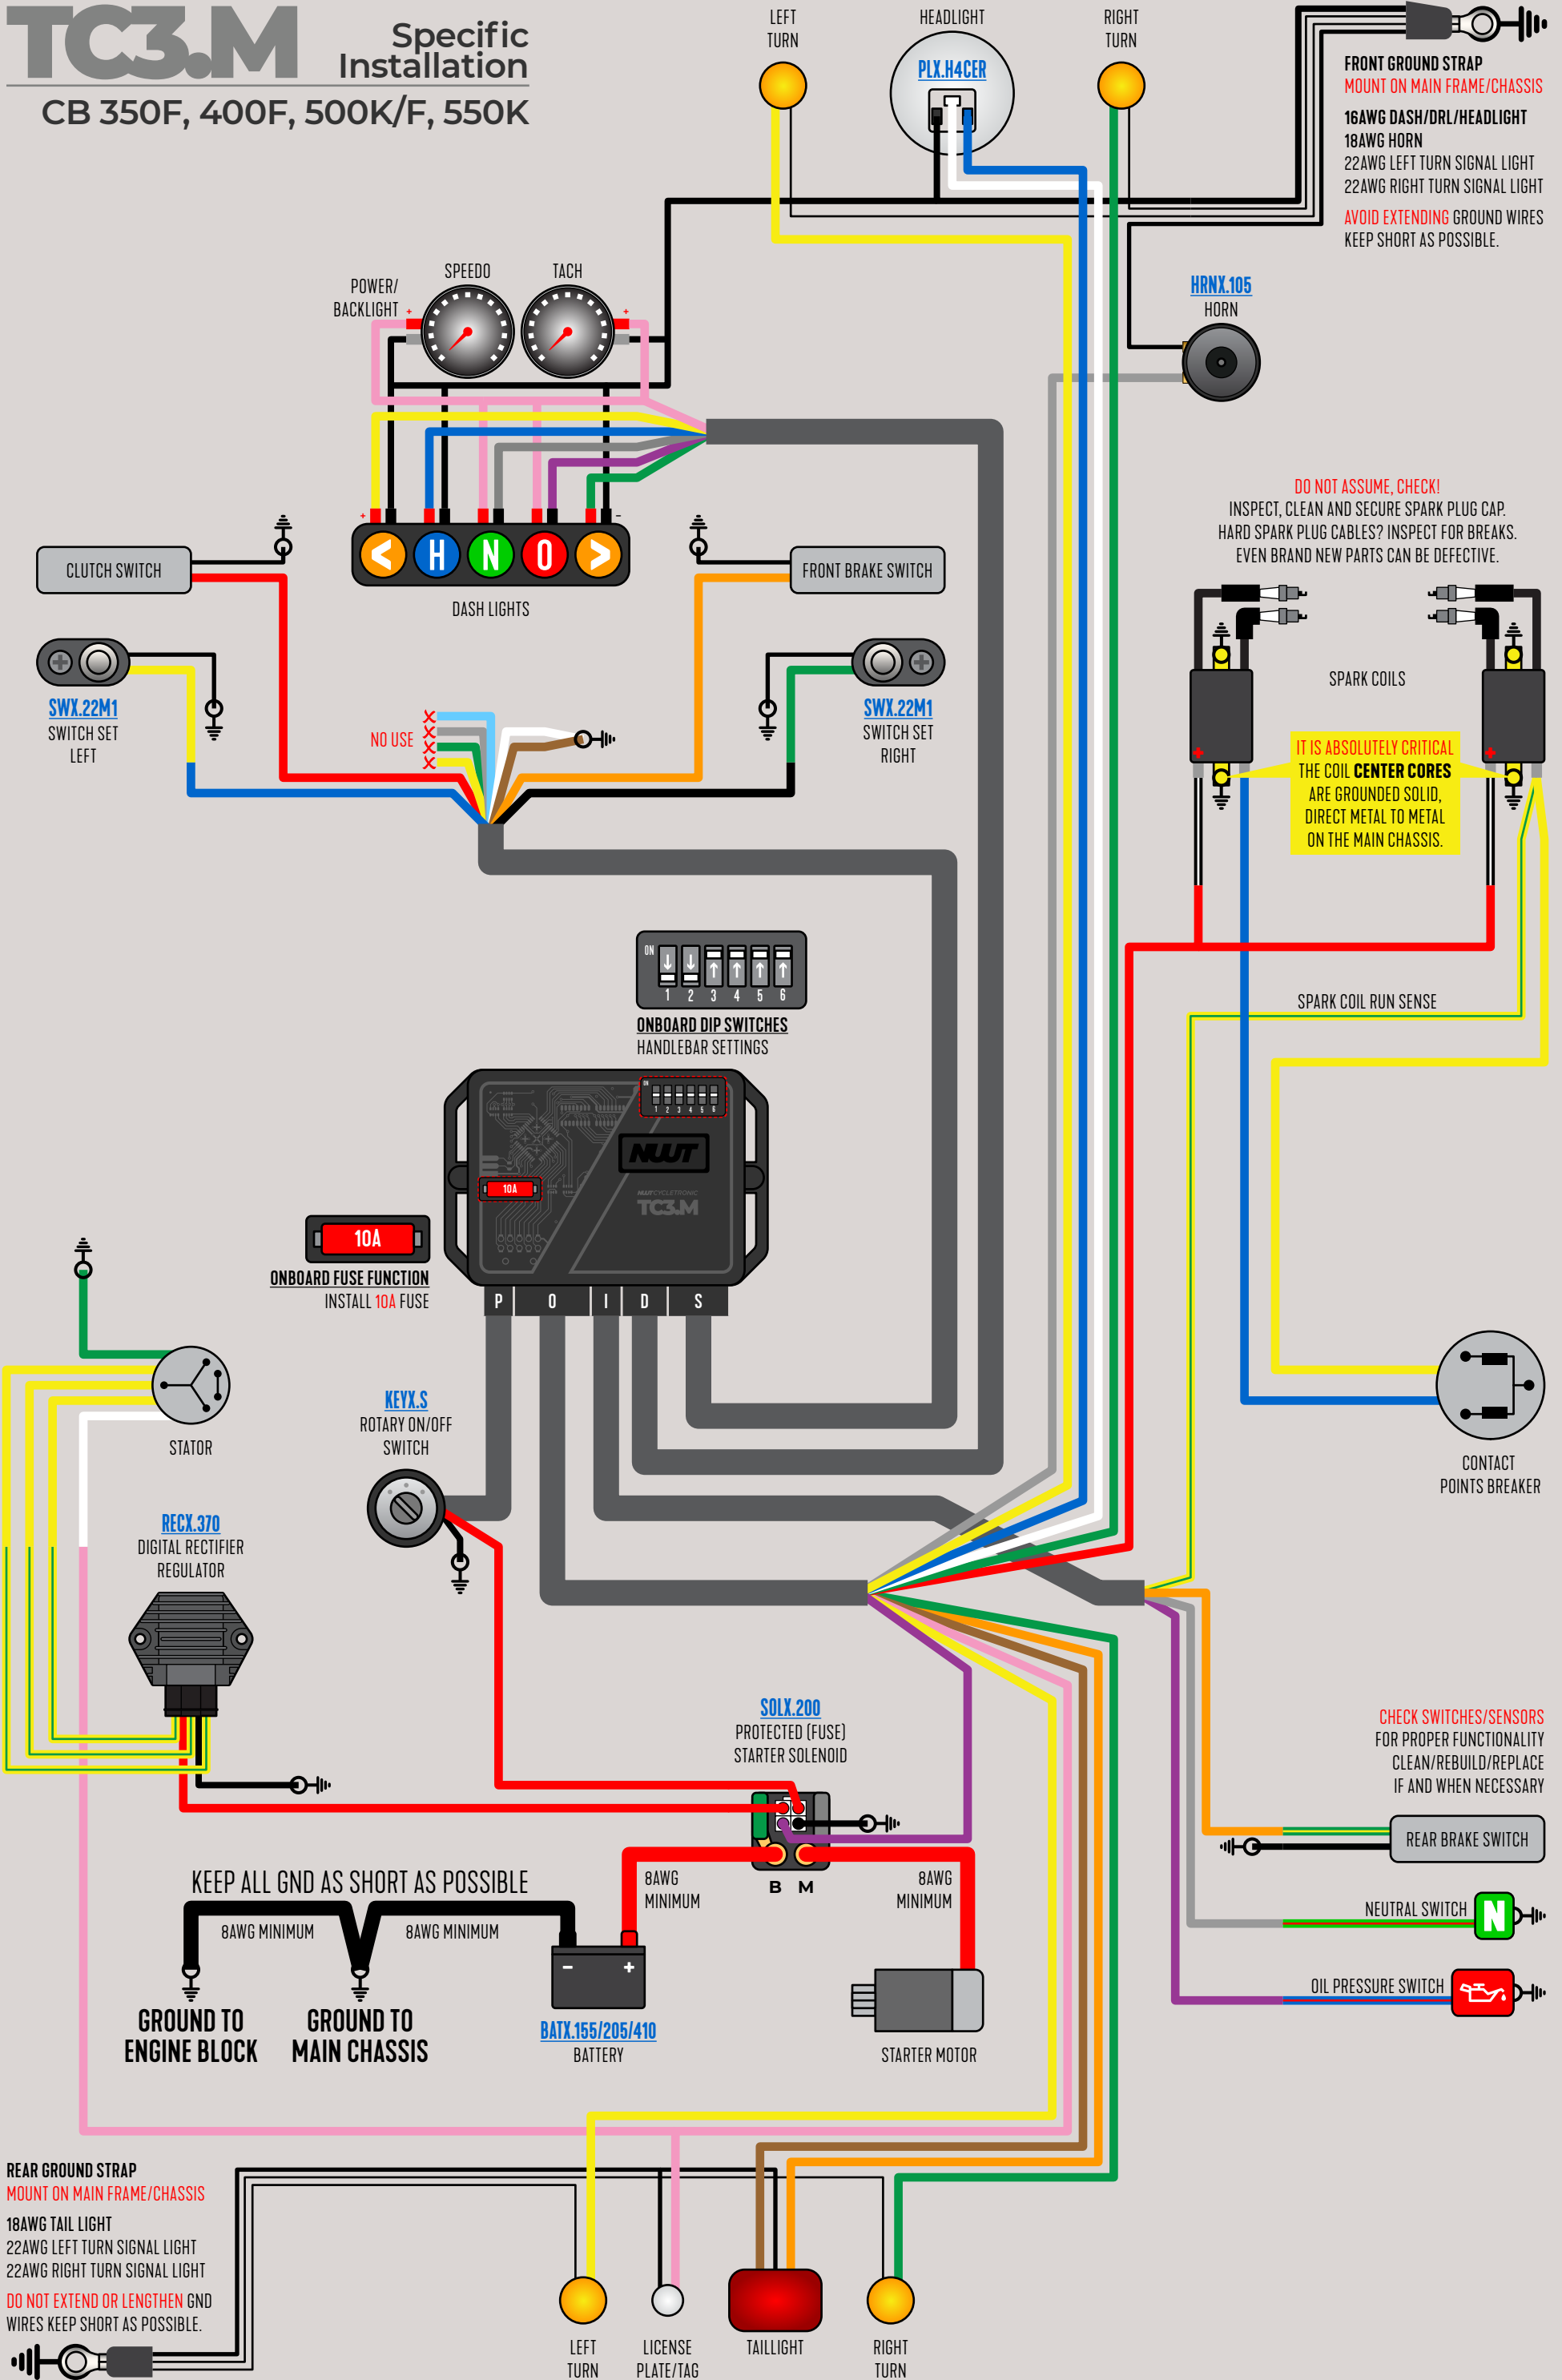 TC3.M
Specific
Installation
CB 350F, 400F, 500K/F, 550K
LEFT
TURN
HEADLIGHT
PLX.H4CER
RIGHT
TURN
FRONT GROUND STRAP
MOUNT ON MAIN FRAME/CHASSIS
16AWG DASH/DRL/HEADLIGHT
18AWG HORN
22AWG LEFT TURN SIGNAL LIGHT
22AWG RIGHT TURN SIGNAL LIGHT
AVOID EXTENDING GROUND WIRES
KEEP SHORT AS POSSIBLE.
POWER/
BACKLIGHT
SPEEDO
TACH
+
+
HRNX.105
HORN
+
-
< H N O >
DASH LIGHTS
CLUTCH SWITCH
FRONT BRAKE SWITCH
DO NOT ASSUME, CHECK!
INSPECT, CLEAN AND SECURE SPARK PLUG CAP.
HARD SPARK PLUG CABLES? INSPECT FOR BREAKS.
EVEN BRAND NEW PARTS CAN BE DEFECTIVE.
SWX.22M1
SWITCH SET
LEFT
SWX.22M1
SWITCH SET
RIGHT
NO USE
X
X
X
X
SPARK COILS
+
+
IT IS ABSOLUTELY CRITICAL
THE COIL CENTER CORES
ARE GROUNDED SOLID,
DIRECT METAL TO METAL
ON THE MAIN CHASSIS.
ON
1 2 3 4 5 6
ONBOARD DIP SWITCHES
HANDLEBAR SETTINGS
SPARK COIL RUN SENSE
ON
1 2 3 4 5 6
NWT
10A
NWT CYCLETRONIC
TC3.M
10A
ONBOARD FUSE FUNCTION
INSTALL 10A FUSE
P O I D S
STATOR
KEYX.S
ROTARY ON/OFF
SWITCH
CONTACT
POINTS BREAKER
RECX.370
DIGITAL RECTIFIER
REGULATOR
SOLX.200
PROTECTED (FUSE)
STARTER SOLENOID
B M
CHECK SWITCHES/SENSORS
FOR PROPER FUNCTIONALITY
CLEAN/REBUILD/REPLACE
IF AND WHEN NECESSARY
REAR BRAKE SWITCH
NEUTRAL SWITCH
N
OIL PRESSURE SWITCH
KEEP ALL GND AS SHORT AS POSSIBLE
8AWG MINIMUM
8AWG MINIMUM
8AWG
MINIMUM
8AWG
MINIMUM
- +
GROUND TO
ENGINE BLOCK
GROUND TO
MAIN CHASSIS
BATX.155/205/410
BATTERY
STARTER MOTOR
REAR GROUND STRAP
MOUNT ON MAIN FRAME/CHASSIS
18AWG TAIL LIGHT
22AWG LEFT TURN SIGNAL LIGHT
22AWG RIGHT TURN SIGNAL LIGHT
DO NOT EXTEND OR LENGTHEN GND
WIRES KEEP SHORT AS POSSIBLE.
LEFT
TURN
LICENSE
PLATE/TAG
TAILLIGHT
RIGHT
TURN